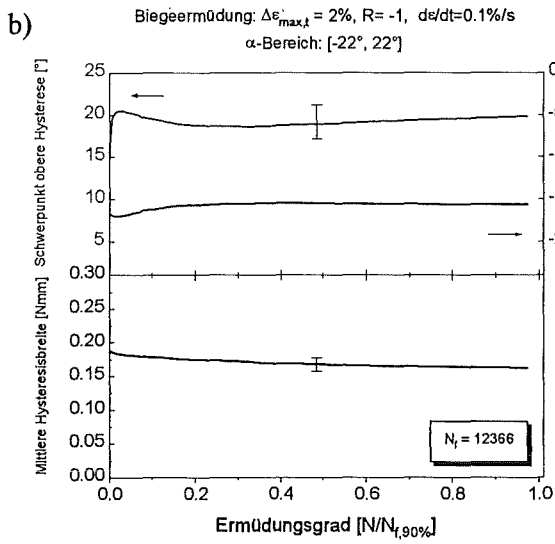 b)
Biegeermüdung: Δε'max,t = 2%, R= -1, dε/dt=0.1%/s
α-Bereich: [-22°, 22°]
Schwerpunkt obere Hysterese [°]
25
20
15
10
5
0
Mittlere Hysteresisbreite [Nmm]
0.30
0.25
0.20
0.15
0.10
0.05
0.00
Nf = 12366
0.0 0.2 0.4 0.6 0.8 1.0
Ermüdungsgrad [N/Nf,90%]